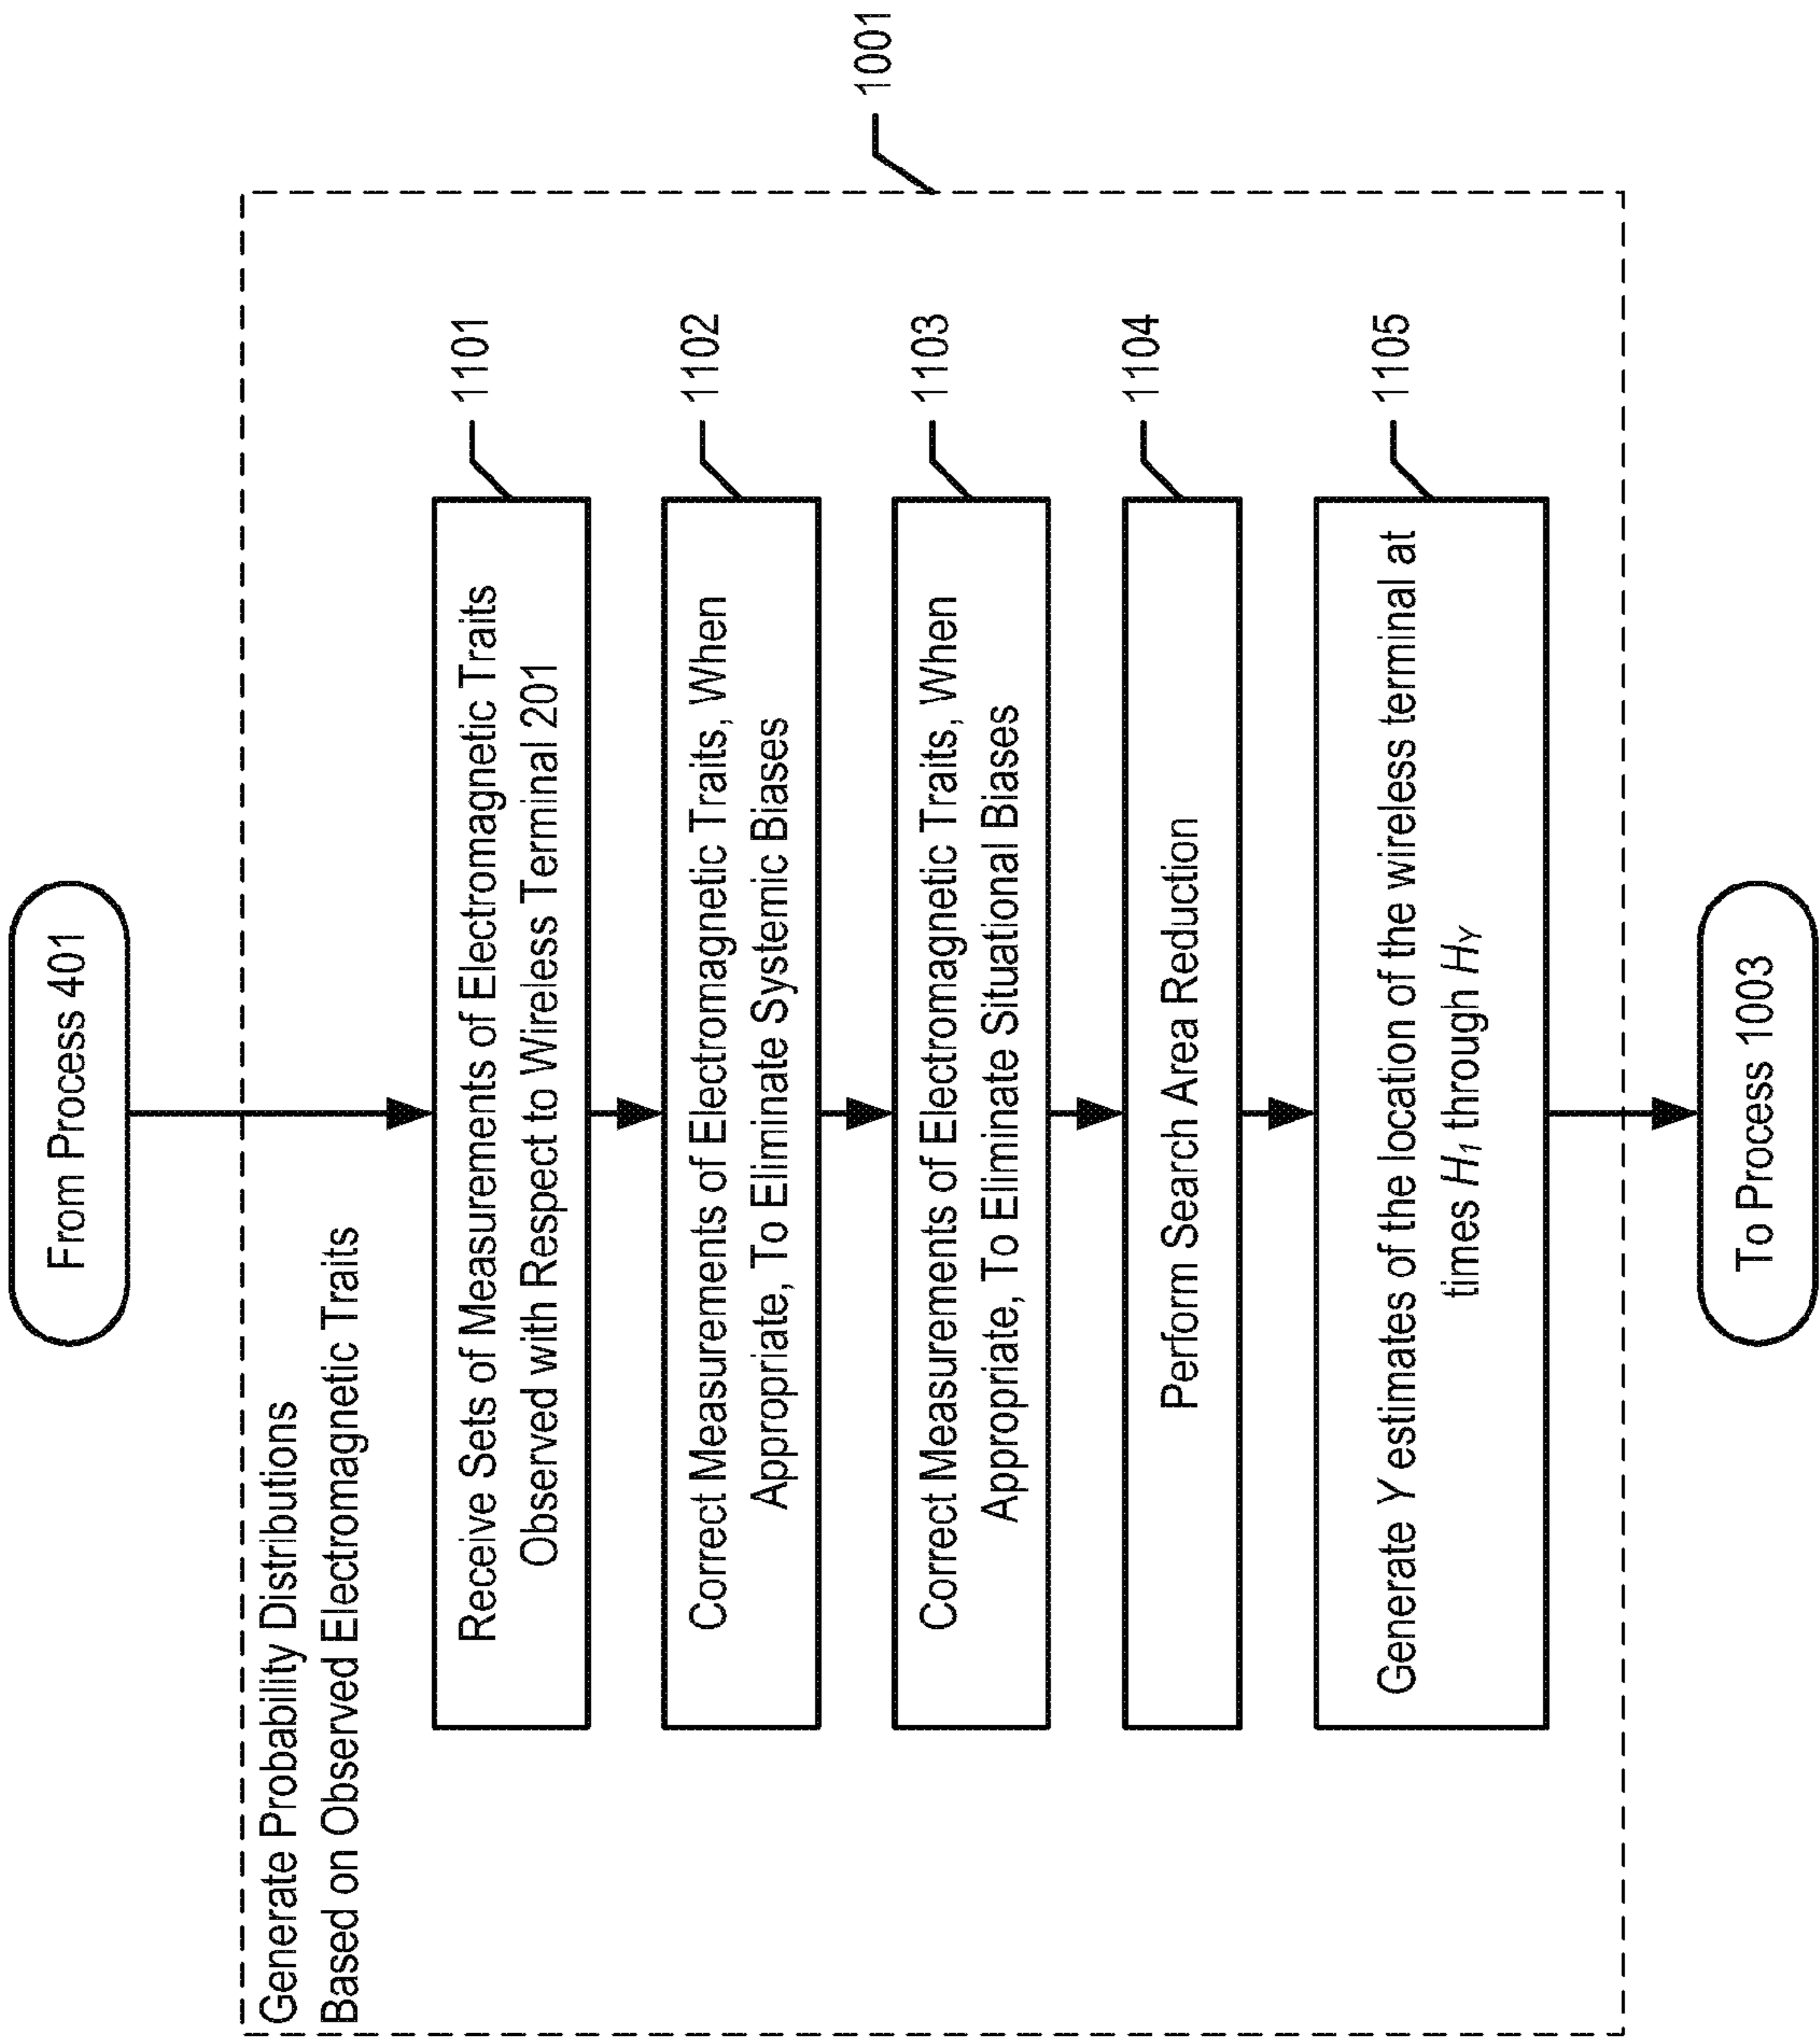 From Process 401
Generate Probability Distributions
Based on Observed Electromagnetic Traits
1001
Receive Sets of Measurements of Electromagnetic Traits
Observed with Respect to Wireless Terminal 201
1101
Correct Measurements of Electromagnetic Traits, When
Appropriate, To Eliminate Systemic Biases
1102
Correct Measurements of Electromagnetic Traits, When
Appropriate, To Eliminate Situational Biases
1103
Perform Search Area Reduction
1104
Generate Y estimates of the location of the wireless terminal at
times H1 through HY
1105
To Process 1003